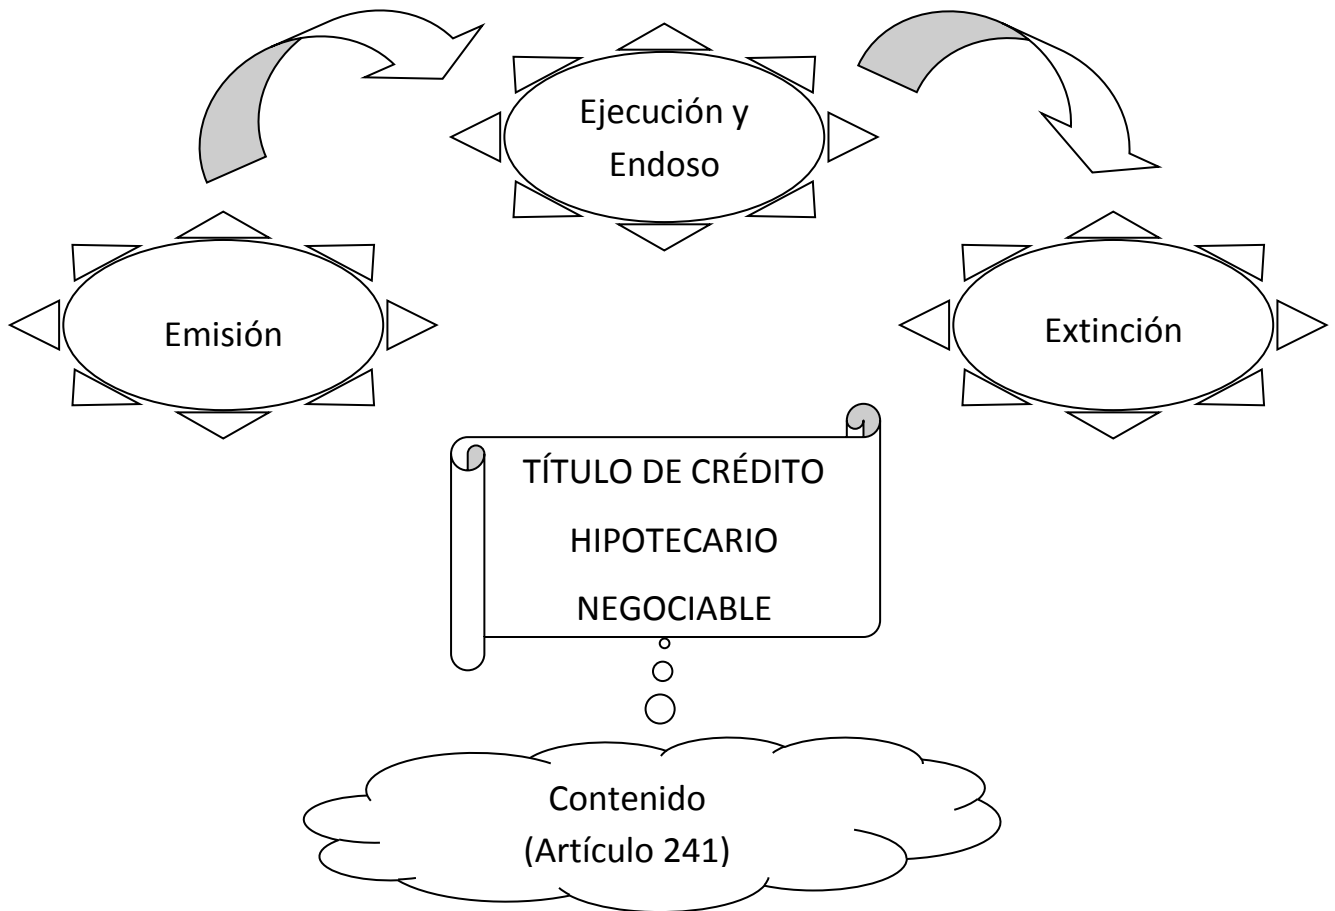 Ejecución y
Endoso
Emisión
Extinción
TÍTULO DE CRÉDITO
HIPOTECARIO
NEGOCIABLE
Contenido
(Artículo 241)